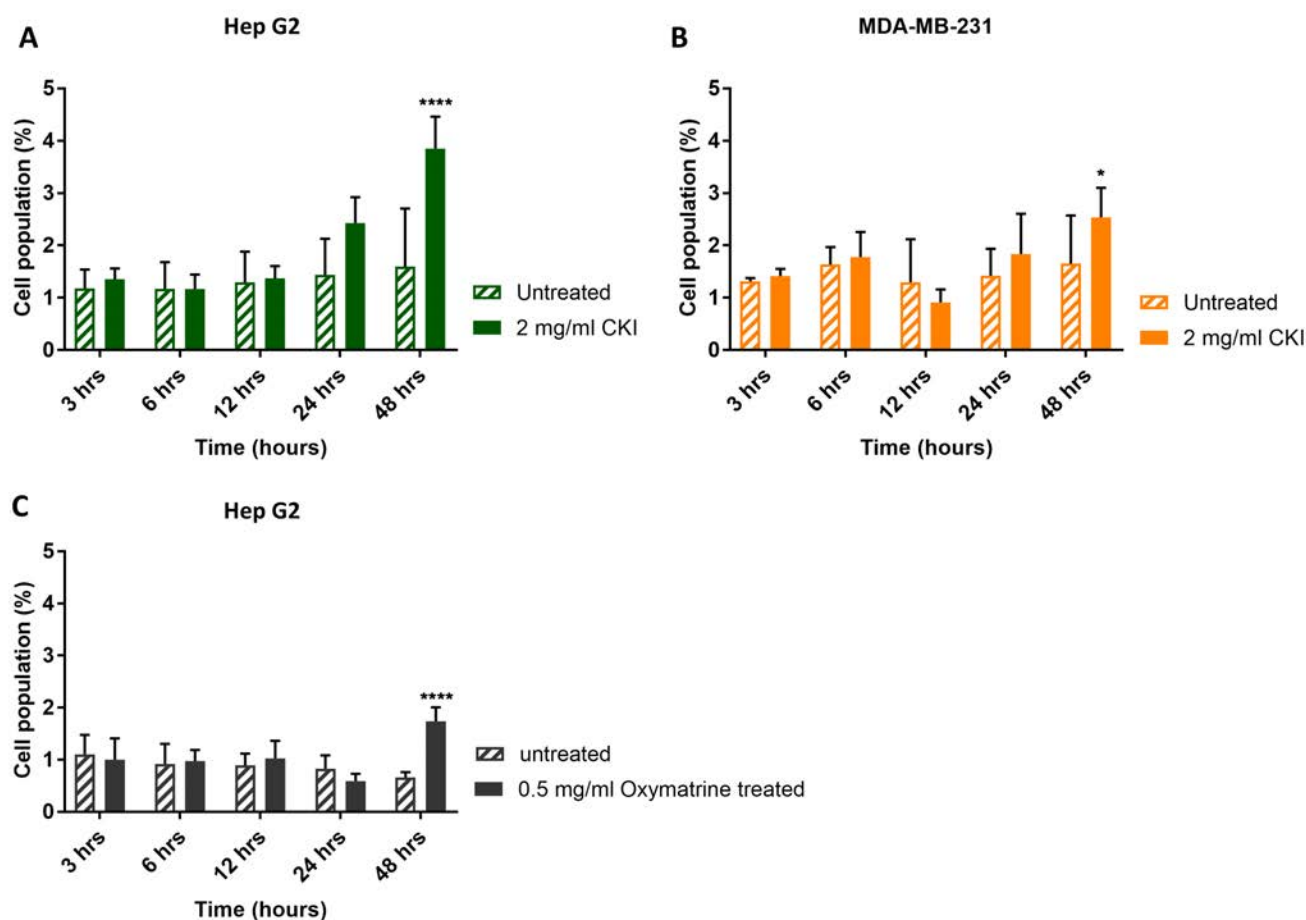 A
Hep G2
Cell population (%)
5
4
3
2
1
0
****
3 hrs
6 hrs
12 hrs
24 hrs
48 hrs
Time (hours)
Untreated
2 mg/ml CKI
B
MDA-MB-231
Cell population (%)
5
4
3
2
1
0
*
3 hrs
6 hrs
12 hrs
24 hrs
48 hrs
Time (hours)
Untreated
2 mg/ml CKI
C
Hep G2
Cell population (%)
5
4
3
2
1
0
****
3 hrs
6 hrs
12 hrs
24 hrs
48 hrs
Time (hours)
untreated
0.5 mg/ml Oxymatrine treated